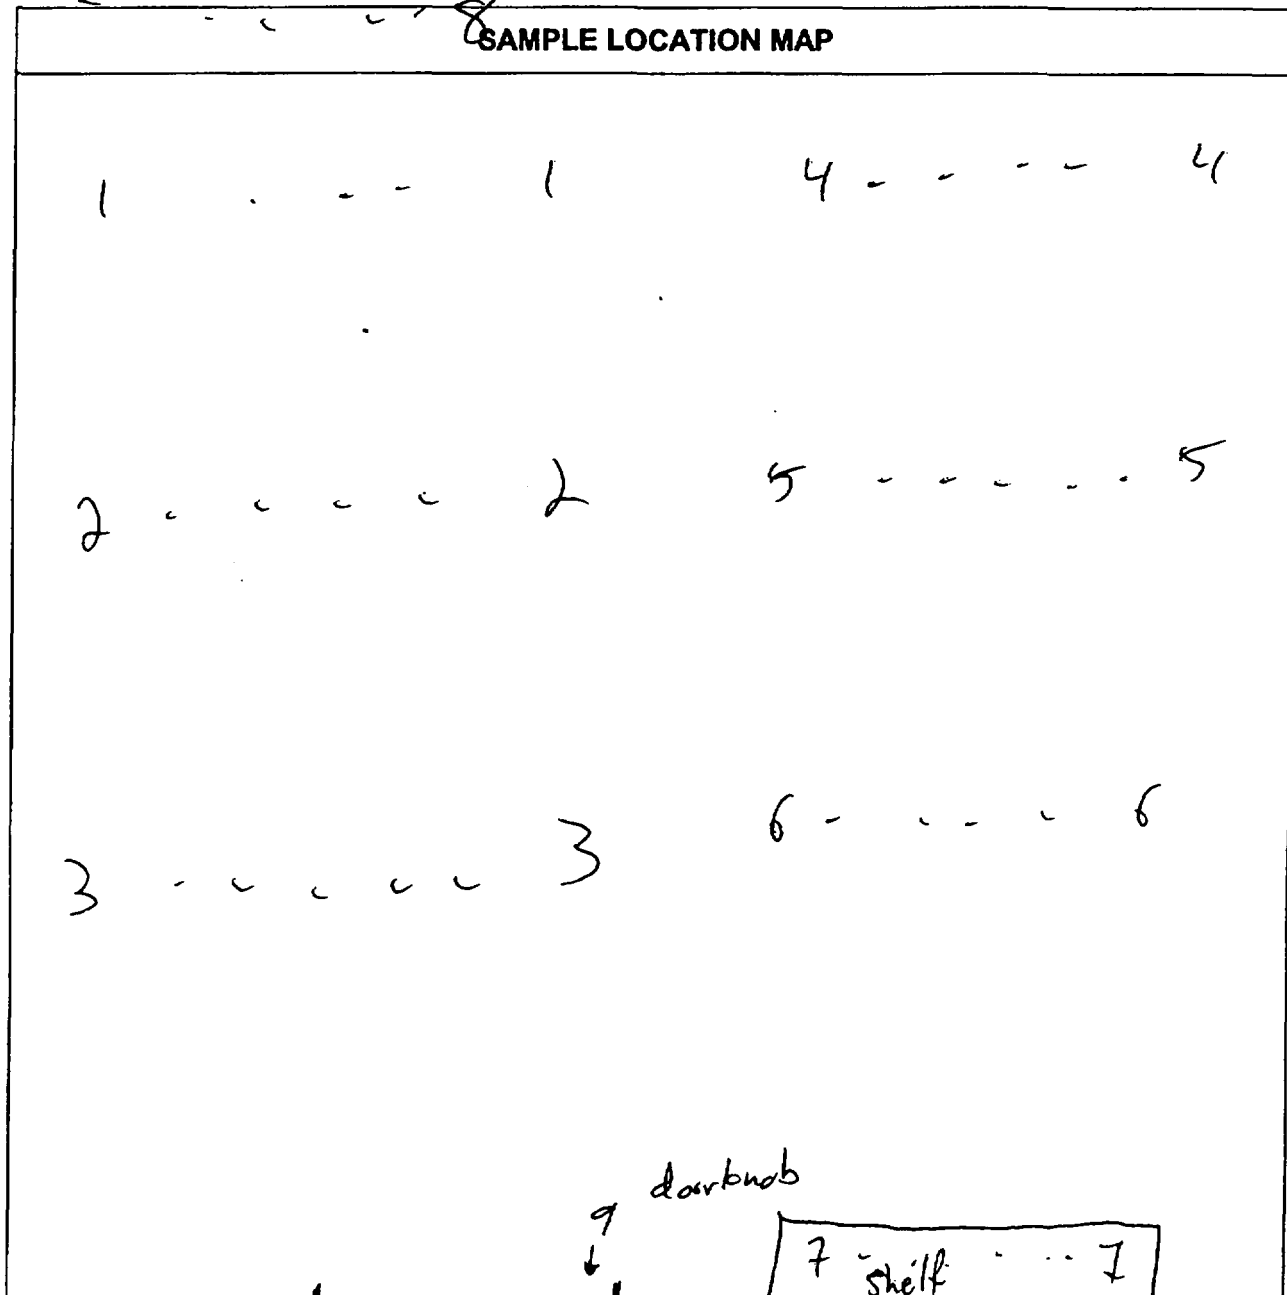 8
SAMPLE LOCATION MAP
1 . - - 1 4 - - - - 4
2 . . . . 2 5 . . . . . 5
3 . . . . . 3 6 - . - . 6
doorknob
9
7 - . . . 7
shelf